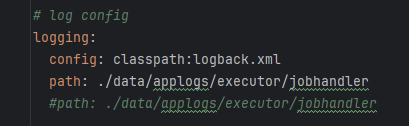 # log config
logging:
  config: classpath:logback.xml
  path: ./data/applogs/executor/jobhandler
  #path: ./data/applogs/executor/jobhandler